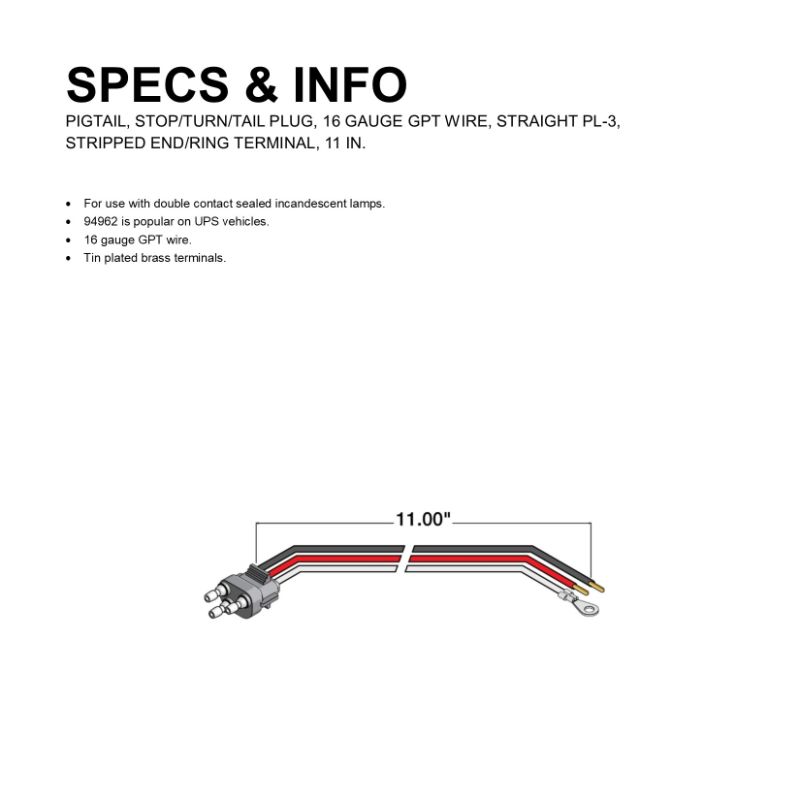 SPECS & INFO
PIGTAIL, STOP/TURN/TAIL PLUG, 16 GAUGE GPT WIRE, STRAIGHT PL-3,
STRIPPED END/RING TERMINAL, 11 IN.
• For use with double contact sealed incandescent lamps.
• 94962 is popular on UPS vehicles.
• 16 gauge GPT wire.
• Tin plated brass terminals.
11.00"